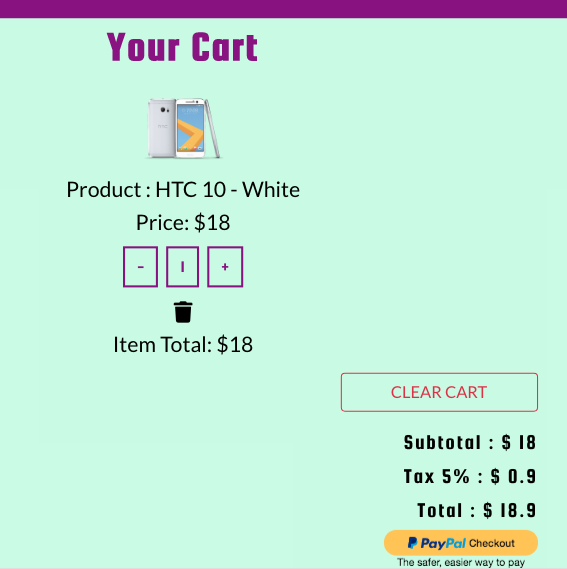 Your Cart
Product : HTC 10 - White
Price: $18
- 1 +
Item Total: $18
CLEAR CART
Subtotal : $ 18
Tax 5% : $ 0.9
Total : $ 18.9
PayPal Checkout
The safer, easier way to pay